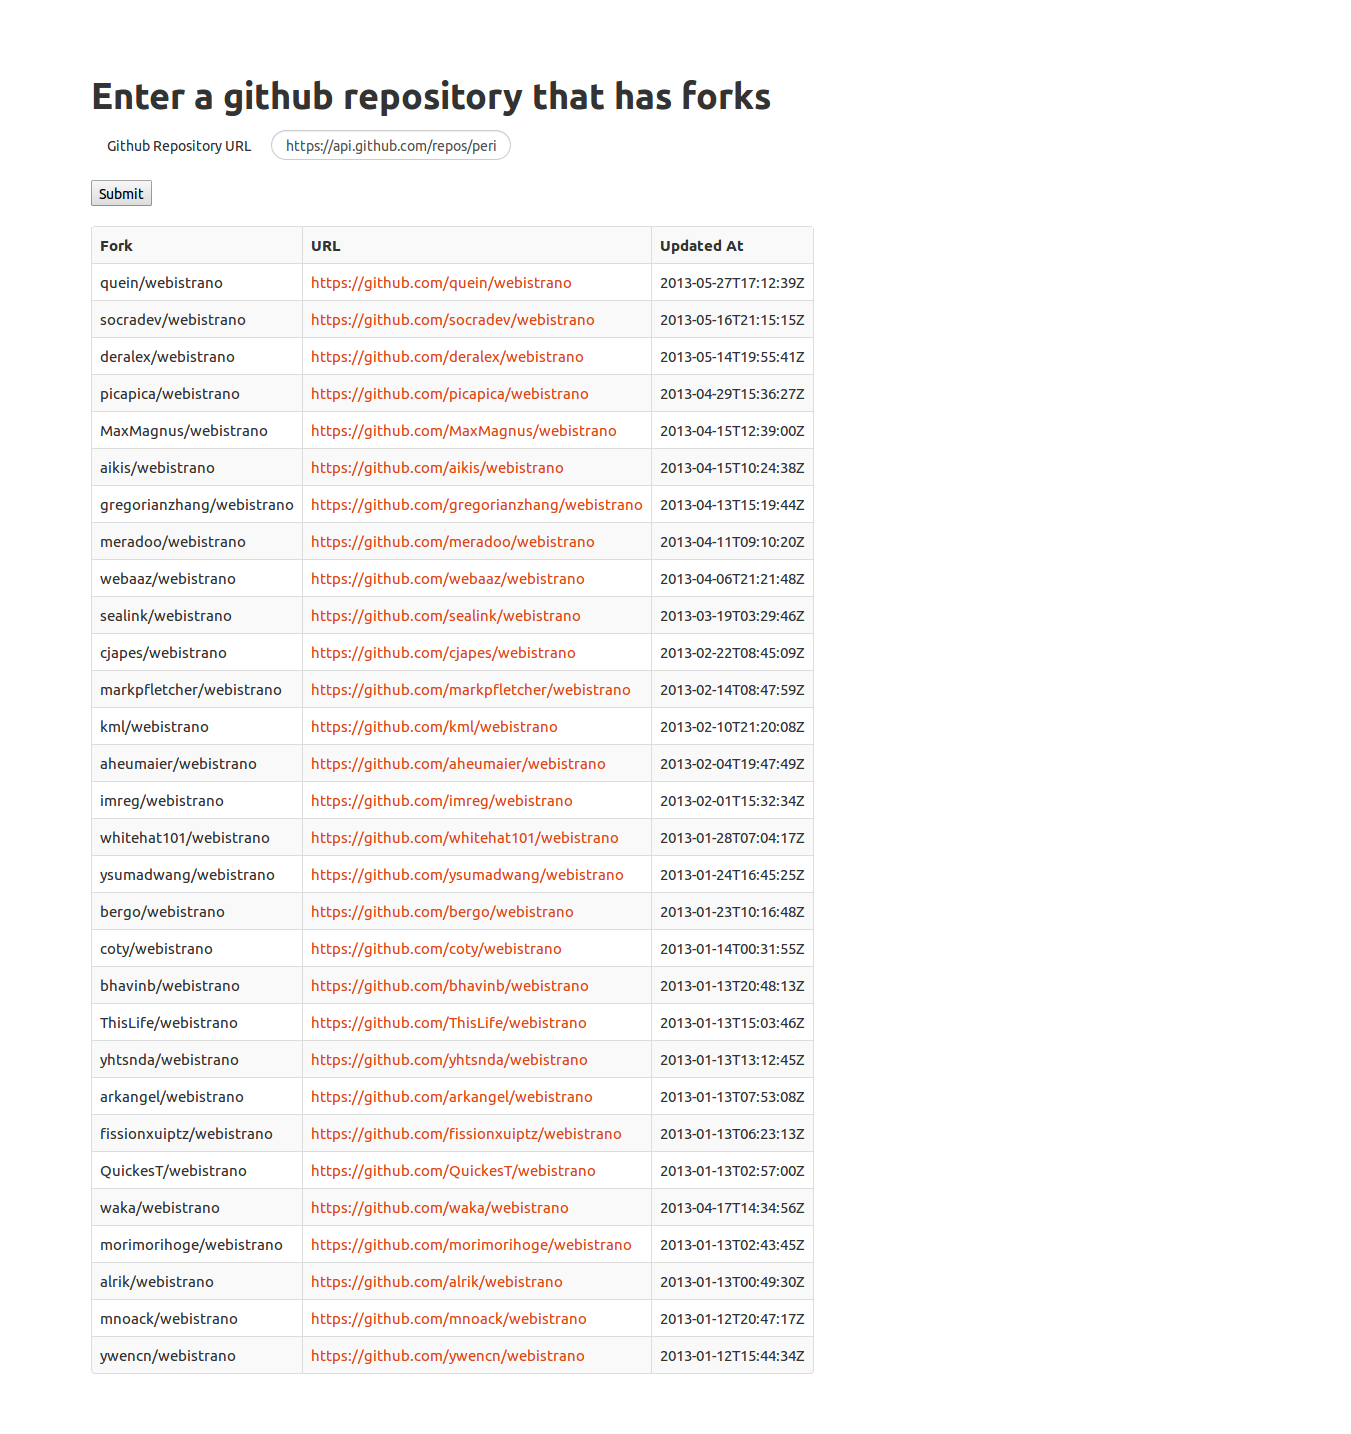 Enter a github repository that has forks
Github Repository URL https://api.github.com/repos/peri
Submit
Fork URL Updated At
quein/webistrano https://github.com/quein/webistrano 2013-05-27T17:12:39Z
socradev/webistrano https://github.com/socradev/webistrano 2013-05-16T21:15:15Z
deralex/webistrano https://github.com/deralex/webistrano 2013-05-14T19:55:41Z
picapica/webistrano https://github.com/picapica/webistrano 2013-04-29T15:36:27Z
MaxMagnus/webistrano https://github.com/MaxMagnus/webistrano 2013-04-15T12:39:00Z
aikis/webistrano https://github.com/aikis/webistrano 2013-04-15T10:24:38Z
gregorianzhang/webistrano https://github.com/gregorianzhang/webistrano 2013-04-13T15:19:44Z
meradoo/webistrano https://github.com/meradoo/webistrano 2013-04-11T09:10:20Z
webaaz/webistrano https://github.com/webaaz/webistrano 2013-04-06T21:21:48Z
sealink/webistrano https://github.com/sealink/webistrano 2013-03-19T03:29:46Z
cjapes/webistrano https://github.com/cjapes/webistrano 2013-02-22T08:45:09Z
markpfletcher/webistrano https://github.com/markpfletcher/webistrano 2013-02-14T08:47:59Z
kml/webistrano https://github.com/kml/webistrano 2013-02-10T21:20:08Z
aheumaier/webistrano https://github.com/aheumaier/webistrano 2013-02-04T19:47:49Z
imreg/webistrano https://github.com/imreg/webistrano 2013-02-01T15:32:34Z
whitehat101/webistrano https://github.com/whitehat101/webistrano 2013-01-28T07:04:17Z
ysumadwang/webistrano https://github.com/ysumadwang/webistrano 2013-01-24T16:45:25Z
bergo/webistrano https://github.com/bergo/webistrano 2013-01-23T10:16:48Z
coty/webistrano https://github.com/coty/webistrano 2013-01-14T00:31:55Z
bhavinb/webistrano https://github.com/bhavinb/webistrano 2013-01-13T20:48:13Z
ThisLife/webistrano https://github.com/ThisLife/webistrano 2013-01-13T15:03:46Z
yhtsnda/webistrano https://github.com/yhtsnda/webistrano 2013-01-13T13:12:45Z
arkangel/webistrano https://github.com/arkangel/webistrano 2013-01-13T07:53:08Z
fissionxuiptz/webistrano https://github.com/fissionxuiptz/webistrano 2013-01-13T06:23:13Z
QuickesT/webistrano https://github.com/QuickesT/webistrano 2013-01-13T02:57:00Z
waka/webistrano https://github.com/waka/webistrano 2013-04-17T14:34:56Z
morimorihoge/webistrano https://github.com/morimorihoge/webistrano 2013-01-13T02:43:45Z
alrik/webistrano https://github.com/alrik/webistrano 2013-01-13T00:49:30Z
mnoack/webistrano https://github.com/mnoack/webistrano 2013-01-12T20:47:17Z
ywencn/webistrano https://github.com/ywencn/webistrano 2013-01-12T15:44:34Z